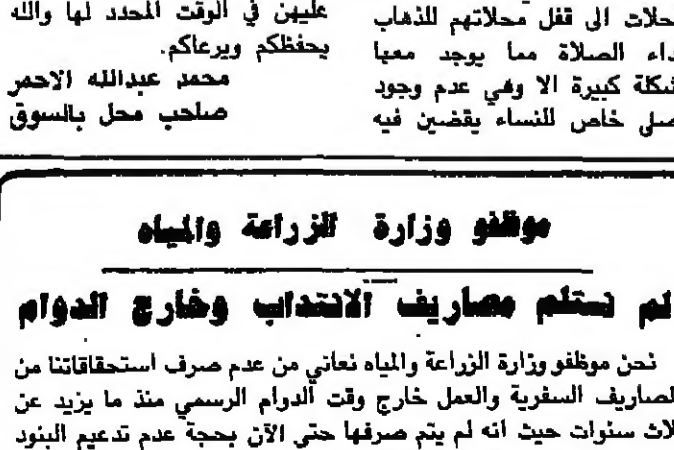 حلات الى قفل محلاتهم للذهاب
داء الصلاة مما يوجد معها
شكلة كبيرة الا وهي عدم وجود
صلى خاص للنساء يقضين فيه
عليهن في الوقت المحدد لها والله
يحفظكم ويرعاكم.
محمد عبدالله الاحمر
صاحب محل بالسوق
موظفو وزارة الزراعة والمياه
لم نستلم مصاريف الانتداب وخارج الدوام
نحن موظفو وزارة الزراعة والمياه نعاني من عدم صرف استحقاقاتنا من
لمصاريف السفرية والعمل خارج وقت الدوام الرسمي منذ ما يزيد عن
لاث سنوات حيث انه لم يتم صرفها حتى الآن بحجة عدم تدعيم البنود